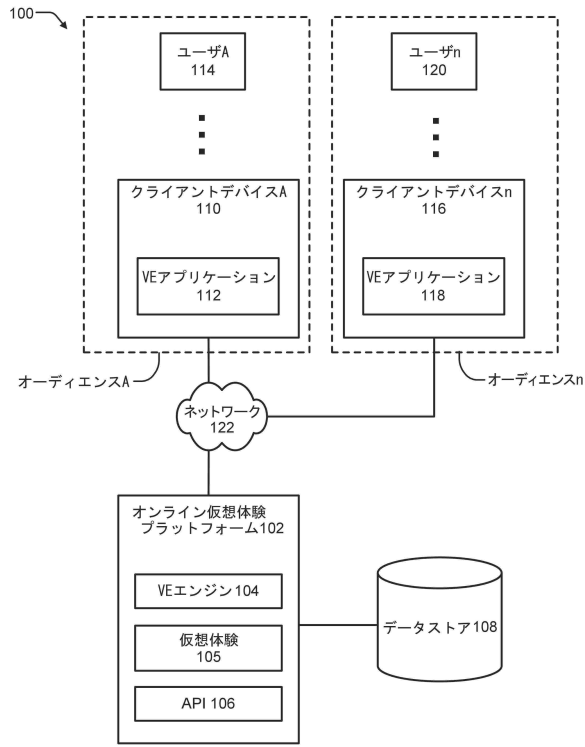 100
ユーザA
114
ユーザn
120
クライアントデバイスA
110
クライアントデバイスn
116
VEアプリケーション
112
VEアプリケーション
118
オーディエンスA
オーディエンスn
ネットワーク
122
オンライン仮想体験
プラットフォーム102
VEエンジン104
仮想体験
105
API 106
データストア108